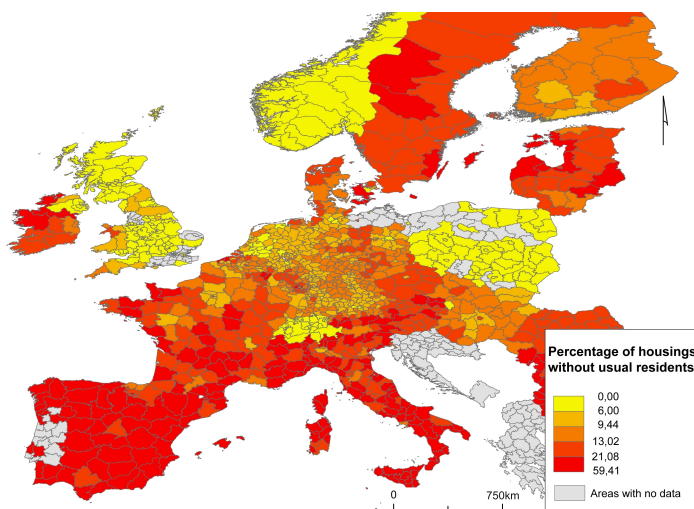 Percentage of housings
without usual residents
0,00
6,00
9,44
13,02
21,08
59,41
Areas with no data
0
750km